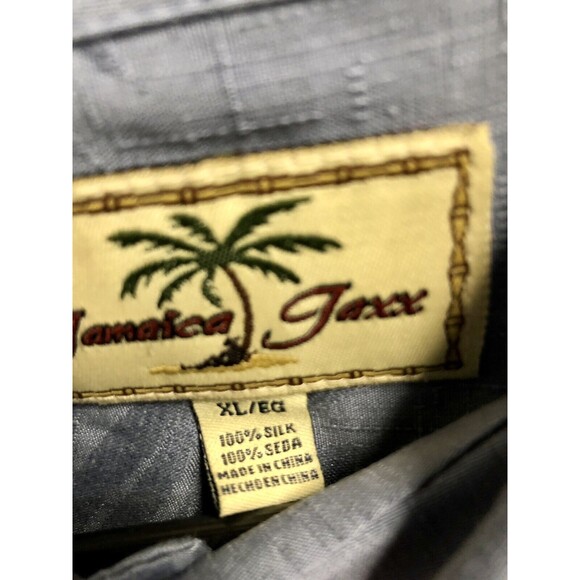 Jamaica Jaxx
XL/EG
100% SILK
100% SEDA
MADE IN CHINA
HECHO EN CHINA